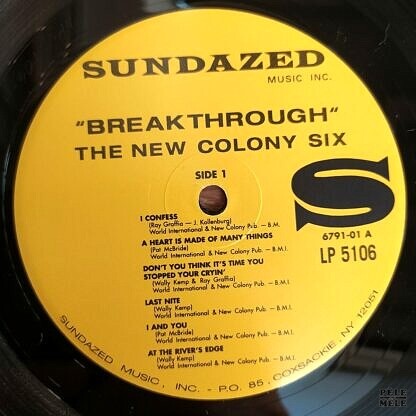 SUNDAZED
MUSIC INC.
"BREAKTHROUGH"
THE NEW COLONY SIX
SIDE 1
S
6791-01 A
LP 5106
I CONFESS
(Ray Graffia — J. Kollenburg)
World International & New Colony Pub. – B.M.
A HEART IS MADE OF MANY THINGS
(Pat McBride)
World International & New Colony Pub. – B.M.I.
DON'T YOU THINK IT'S TIME YOU
STOPPED YOUR CRYIN'
(Wally Kemp & Ray Graffia)
World International & New Colony Pub. – B.M.I.
LAST NITE
(Wally Kemp)
World International & New Colony Pub. – B.M.I.
I AND YOU
(Pat McBride)
World International & New Colony Pub. – B.M.I.
AT THE RIVER'S EDGE
(Wally Kemp)
World International & New Colony Pub. – B.M.I.
SUNDAZED MUSIC, INC. - P.O. 85, COXSACKIE, NY 12051
PELE
MELE